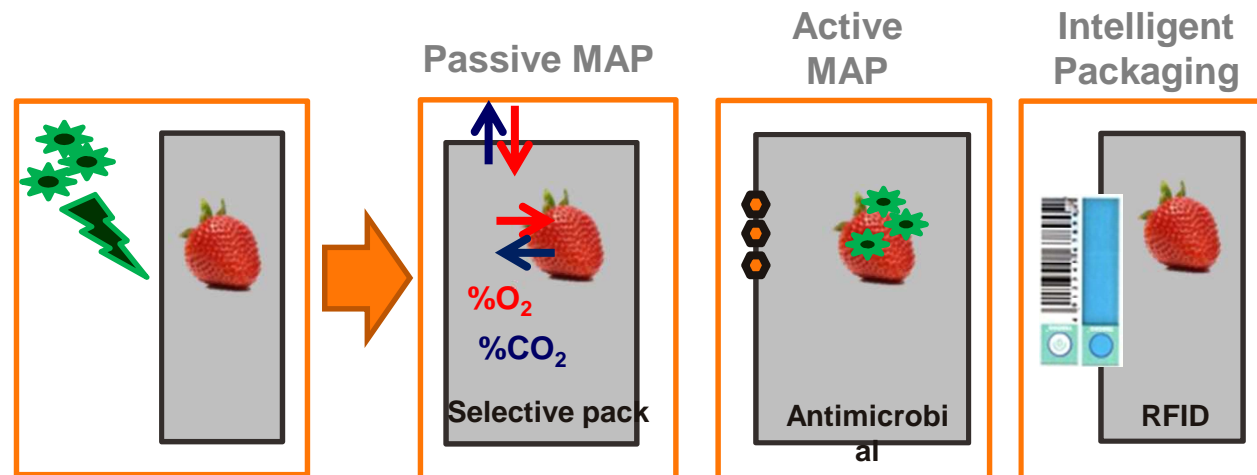 Passive MAP
Active
MAP
Intelligent
Packaging
%O₂
%CO₂
Selective pack
Antimicrobi
al
RFID